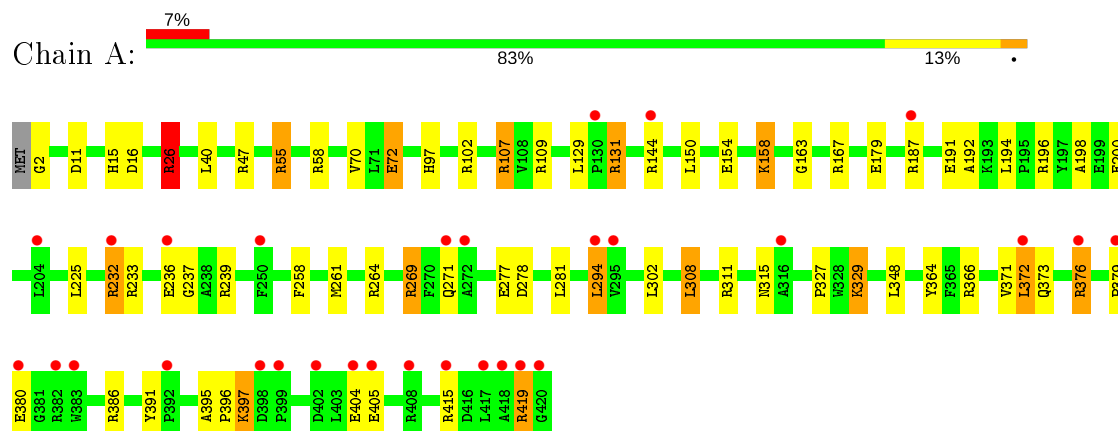 7%
Chain A:
83% 13% •
MET G2 D11 H15 D16 R26 L40 R47 R55 R58 V70 L71 E72 H97 R102 R107 V108 R109 L129 P130 R131 R144 L150 E154 K158 G163 R167 E179 R187 E191 A192 K193 L194 P195 R196 Y197 A198 E199
L204 L225 R232 R233 E236 G237 A238 R239 F250 F258 M261 R264 R269 F270 Q271 A272 E277 D278 L281 L294 V295 L302 L308 R311 N315 A316 P327 W328 K329 L348 Y364 F365 R366 V371 L372 Q373 R376
E380 G381 R382 W383 R386 Y391 P392 A395 P396 K397 D398 P399 D402 L403 E404 E405 R408 R415 D416 L417 A418 R419 G420